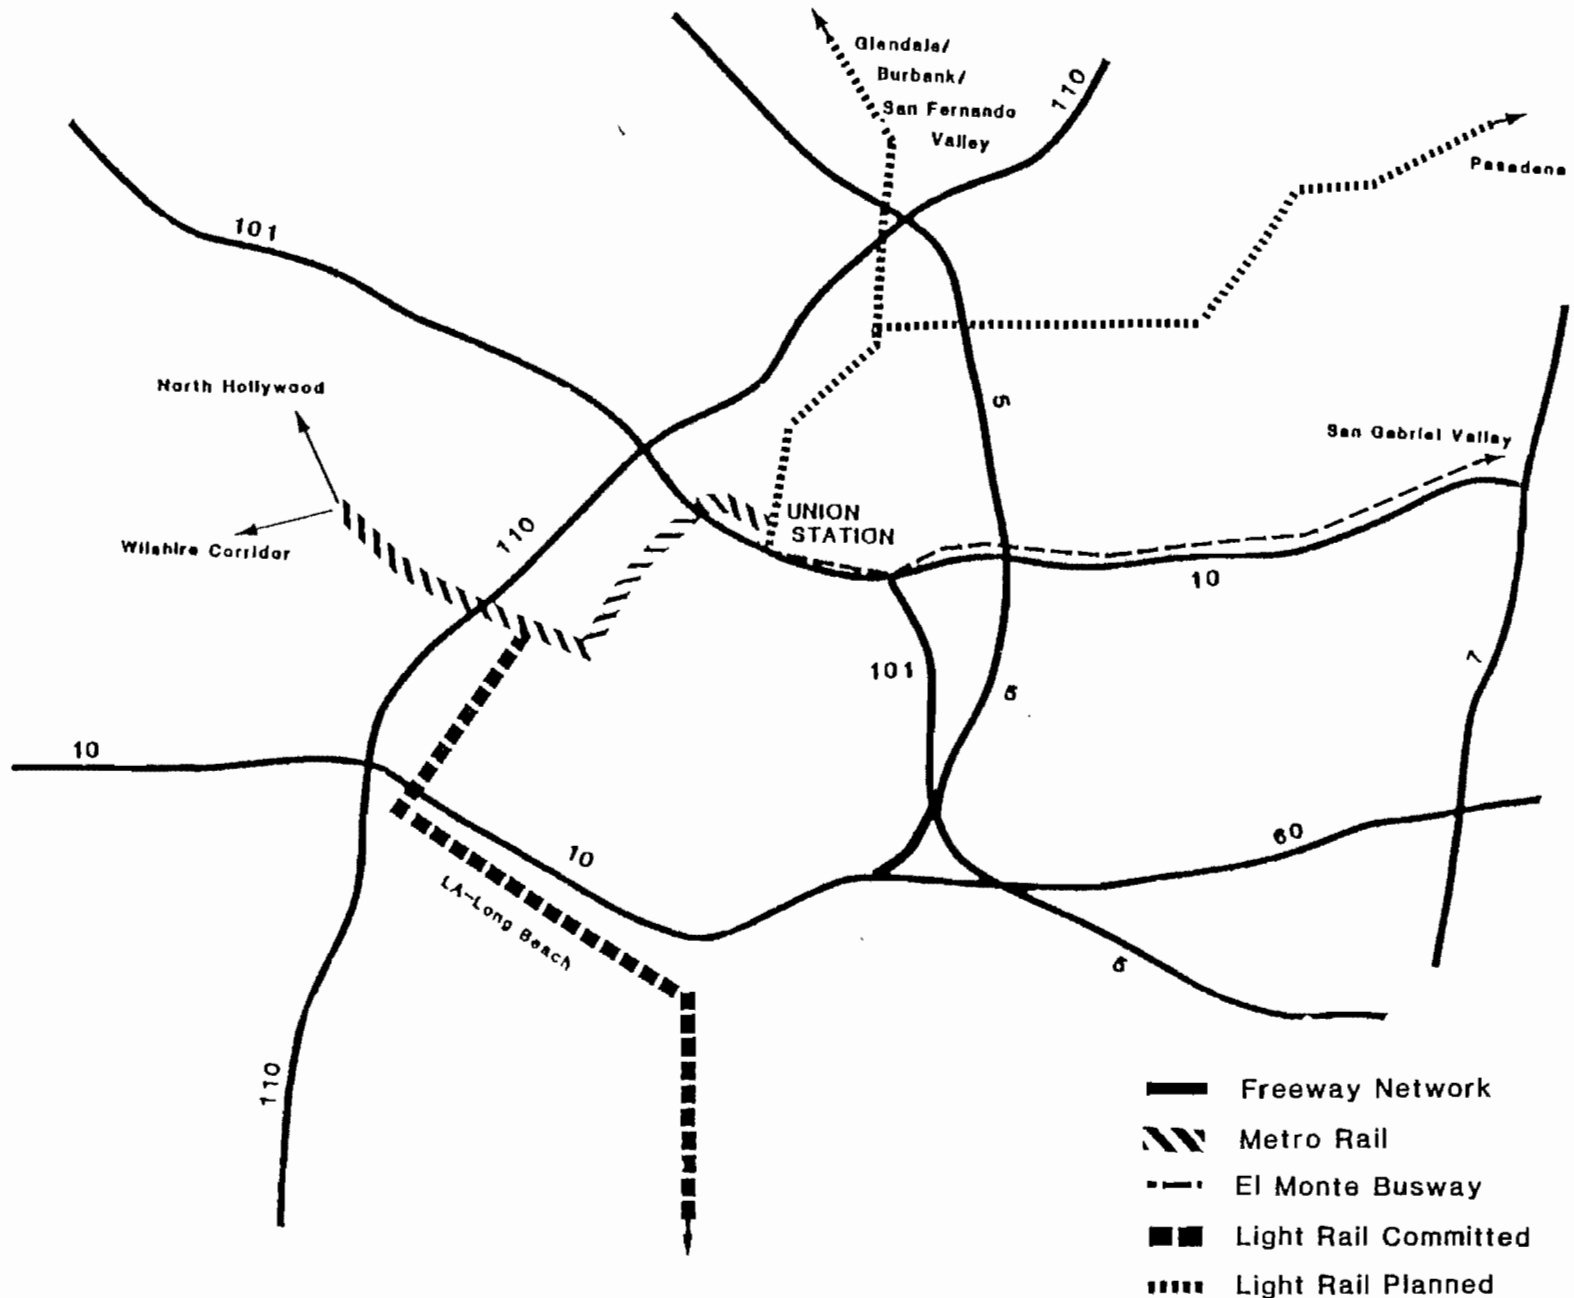 Glendale/
Burbank/
San Fernando
Valley
110
Pasadena
101
North Hollywood
5
San Gabriel Valley
UNION
STATION
110
Wilshire Corridor
10
101
5
7
10
60
10
LA-Long Beach
5
110
Freeway Network
Metro Rail
El Monte Busway
Light Rail Committed
Light Rail Planned